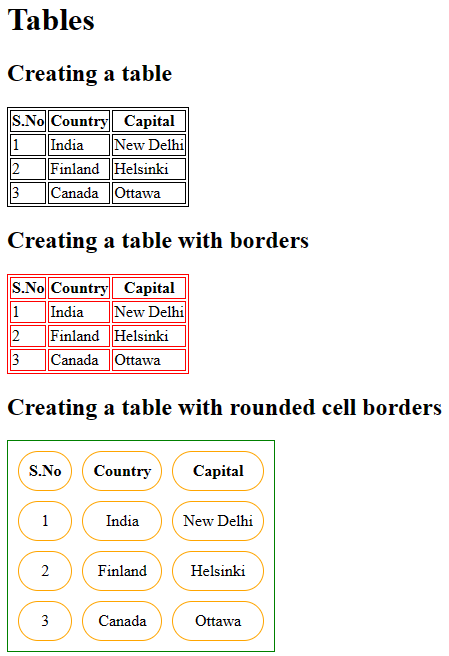 Tables
Creating a table
S.No Country Capital
1 India New Delhi
2 Finland Helsinki
3 Canada Ottawa
Creating a table with borders
S.No Country Capital
1 India New Delhi
2 Finland Helsinki
3 Canada Ottawa
Creating a table with rounded cell borders
S.No Country Capital
1 India New Delhi
2 Finland Helsinki
3 Canada Ottawa